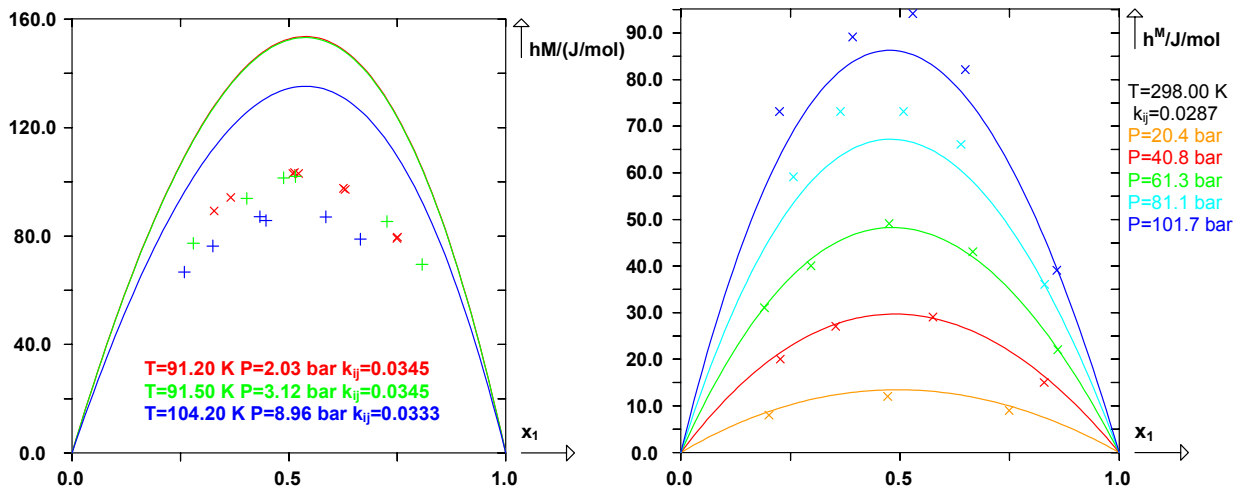 160.0
120.0
80.0
40.0
0.0
0.0
0.5
1.0
hM/(J/mol)
x1
T=91.20 K P=2.03 bar kij=0.0345
T=91.50 K P=3.12 bar kij=0.0345
T=104.20 K P=8.96 bar kij=0.0333
90.0
80.0
70.0
60.0
50.0
40.0
30.0
20.0
10.0
0.0
0.0
0.5
1.0
hM/J/mol
x1
T=298.00 K
kij=0.0287
P=20.4 bar
P=40.8 bar
P=61.3 bar
P=81.1 bar
P=101.7 bar